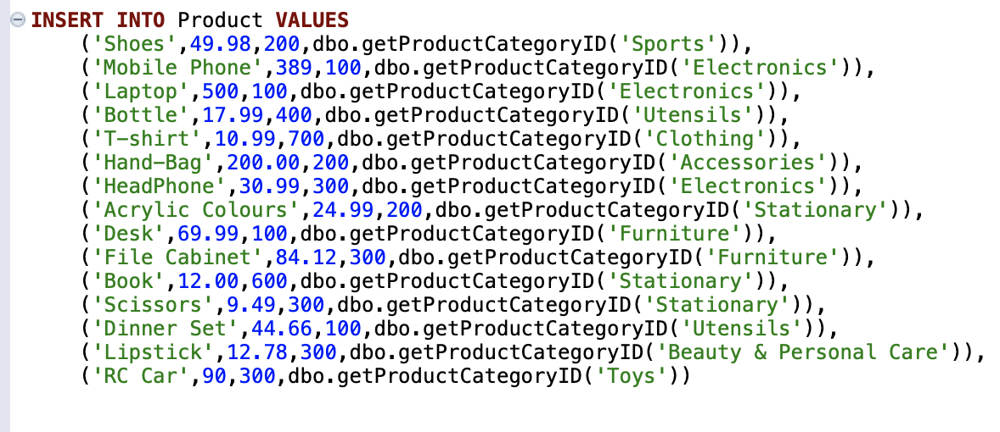 INSERT INTO Product VALUES
('Shoes',49.98,200,dbo.getProductCategoryID('Sports')),
('Mobile Phone',389,100,dbo.getProductCategoryID('Electronics')),
('Laptop',500,100,dbo.getProductCategoryID('Electronics')),
('Bottle',17.99,400,dbo.getProductCategoryID('Utensils')),
('T-shirt',10.99,700,dbo.getProductCategoryID('Clothing')),
('Hand-Bag',200.00,200,dbo.getProductCategoryID('Accessories')),
('HeadPhone',30.99,300,dbo.getProductCategoryID('Electronics')),
('Acrylic Colours',24.99,200,dbo.getProductCategoryID('Stationary')),
('Desk',69.99,100,dbo.getProductCategoryID('Furniture')),
('File Cabinet',84.12,300,dbo.getProductCategoryID('Furniture')),
('Book',12.00,600,dbo.getProductCategoryID('Stationary')),
('Scissors',9.49,300,dbo.getProductCategoryID('Stationary')),
('Dinner Set',44.66,100,dbo.getProductCategoryID('Utensils')),
('Lipstick',12.78,300,dbo.getProductCategoryID('Beauty & Personal Care')),
('RC Car',90,300,dbo.getProductCategoryID('Toys'))